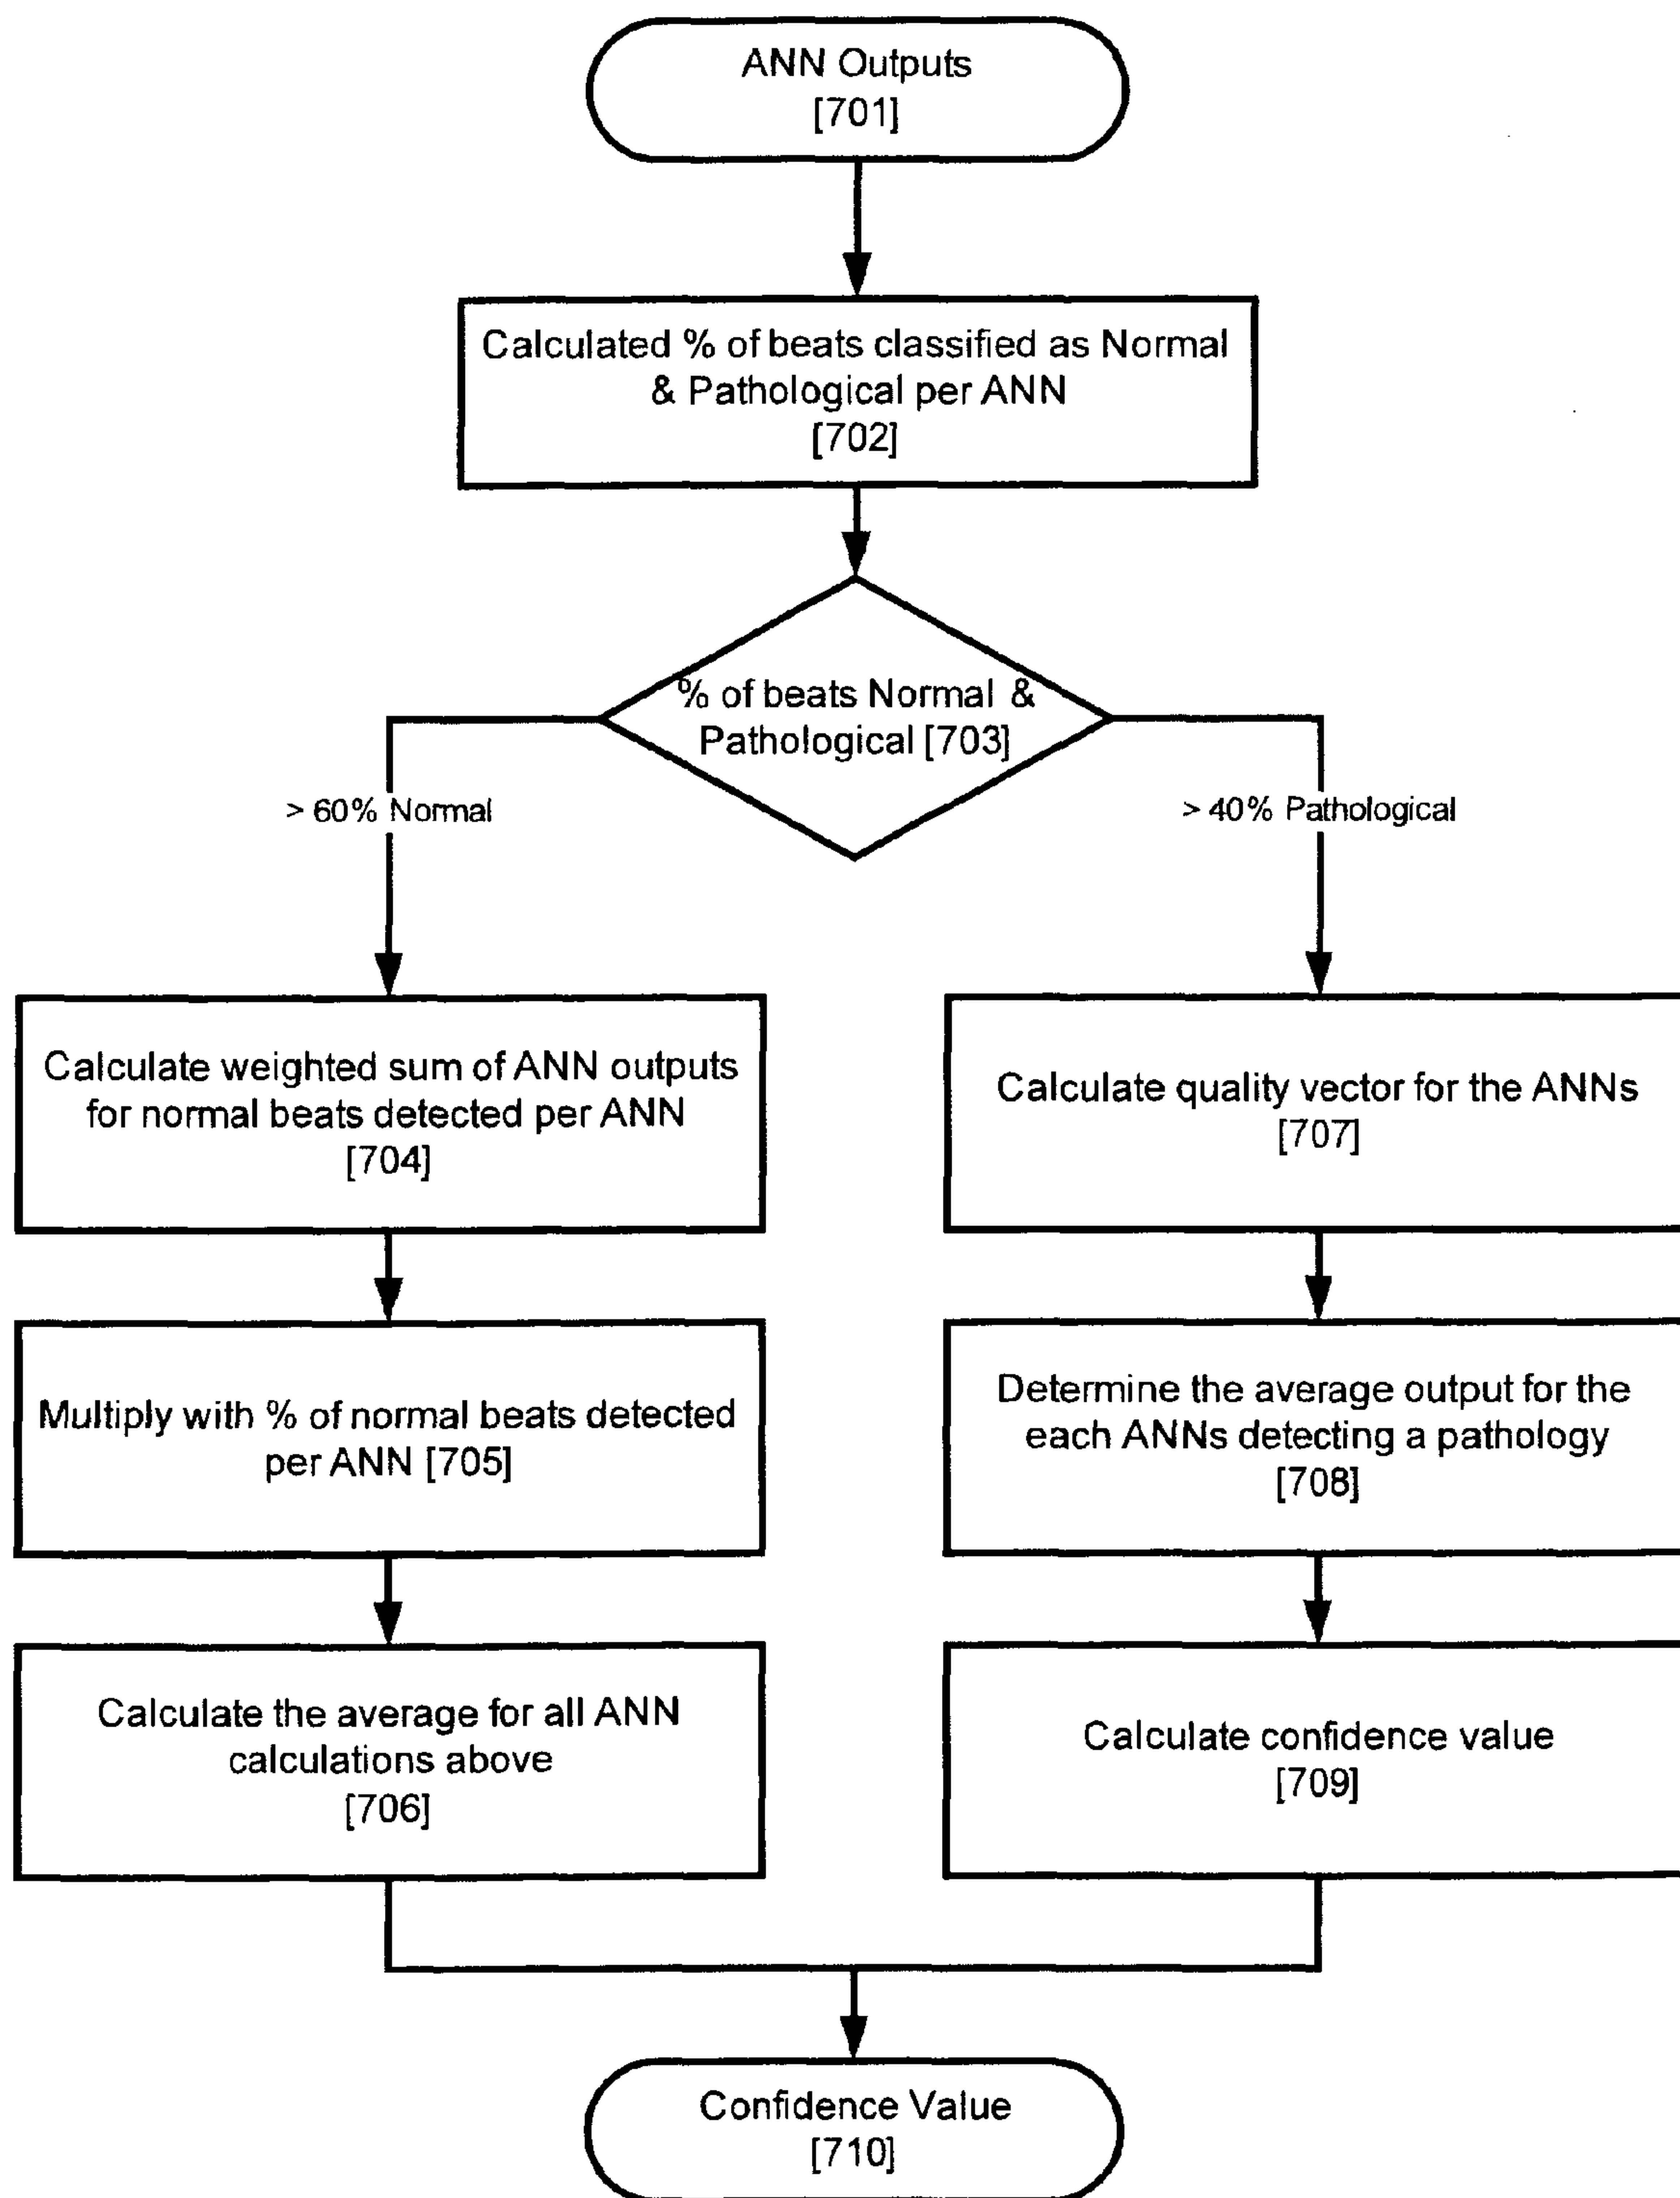 ANN Outputs
[701]
Calculated % of beats classified as Normal
& Pathological per ANN
[702]
% of beats Normal &
Pathological [703]
> 60% Normal
> 40% Pathological
Calculate weighted sum of ANN outputs
for normal beats detected per ANN
[704]
Calculate quality vector for the ANNs
[707]
Multiply with % of normal beats detected
per ANN [705]
Determine the average output for the
each ANNs detecting a pathology
[708]
Calculate the average for all ANN
calculations above
[706]
Calculate confidence value
[709]
Confidence Value
[710]